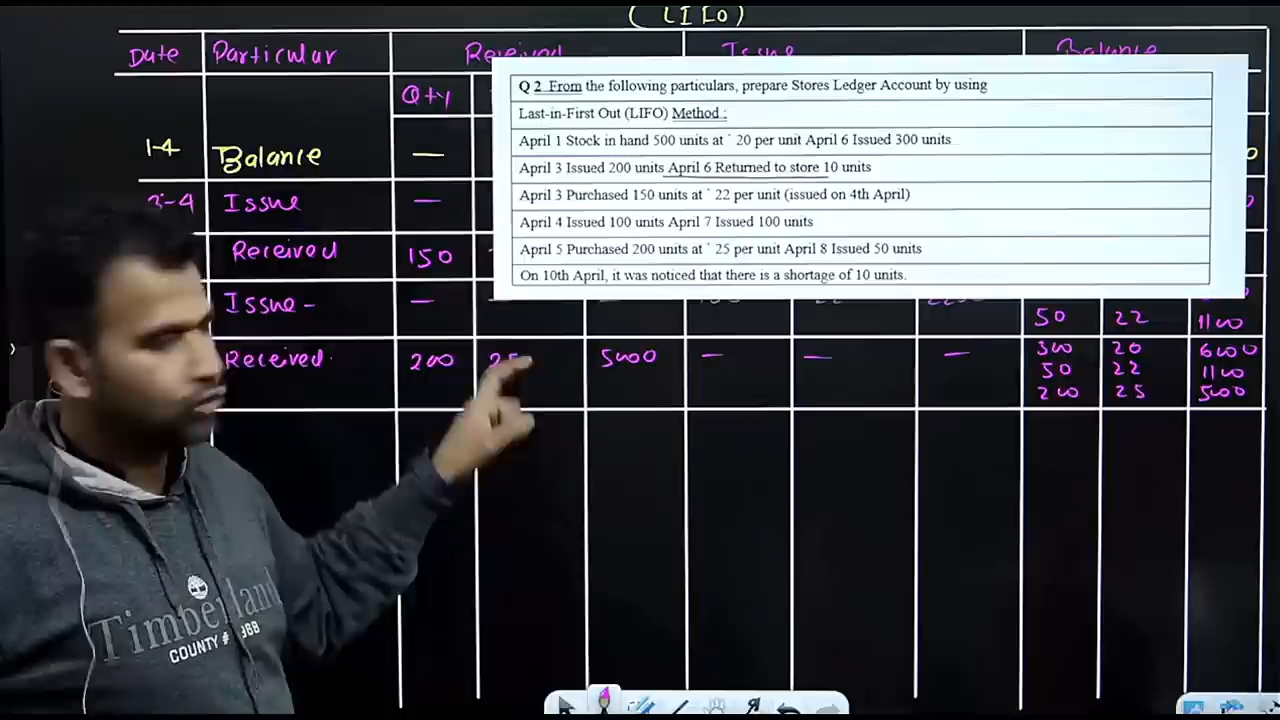 (LIFO)
Date Particular Received Issue Balance
Qty
Q 2 From the following particulars, prepare Stores Ledger Account by using
Last-in-First Out (LIFO) Method :
April 1 Stock in hand 500 units at ` 20 per unit April 6 Issued 300 units
April 3 Issued 200 units April 6 Returned to store 10 units
April 3 Purchased 150 units at ` 22 per unit (issued on 4th April)
April 4 Issued 100 units April 7 Issued 100 units
April 5 Purchased 200 units at ` 25 per unit April 8 Issued 50 units
On 10th April, it was noticed that there is a shortage of 10 units.
1-4 Balance —
3-4 Issue —
Received 150
Issue - —
50 22 1100
Received 200 5000 — — — 300 20 6000
50 22 1100
200 25 5000
Timberland
COUNTY #